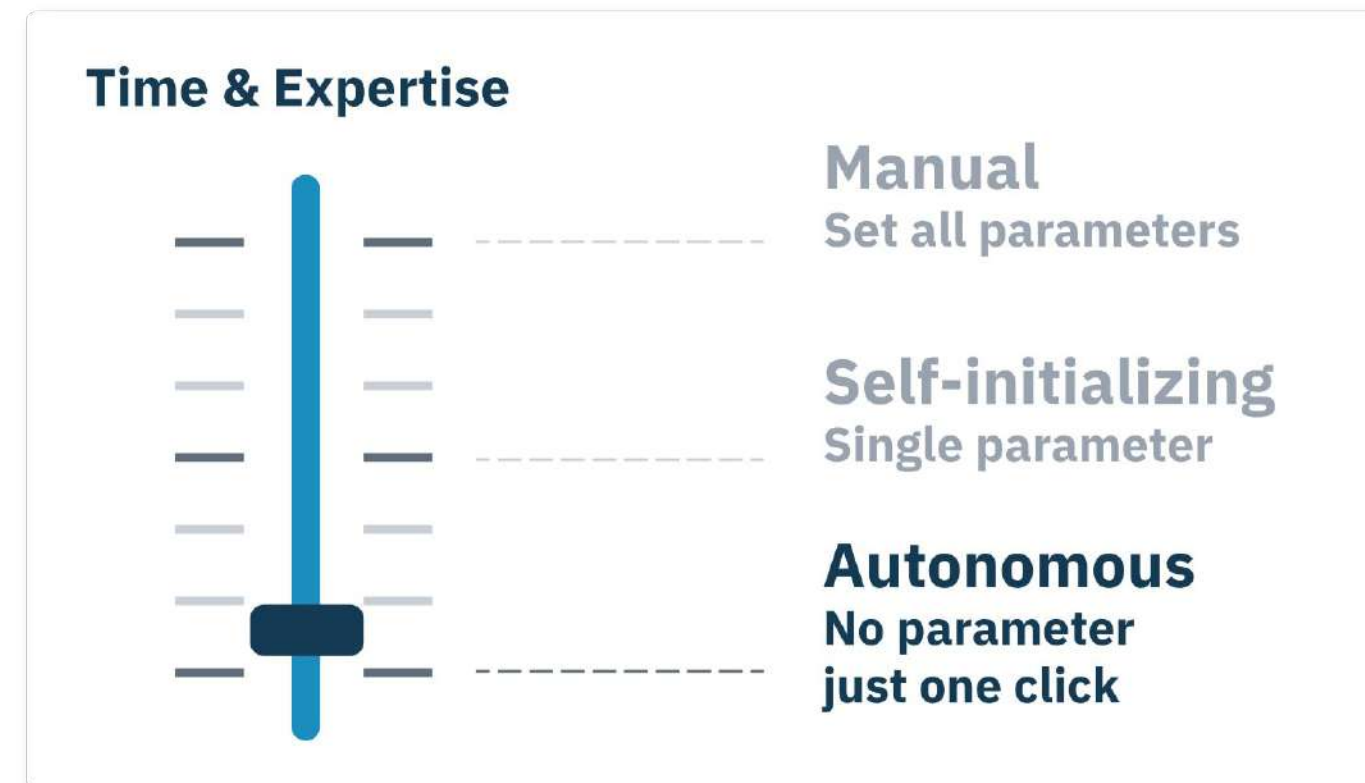 Time & Expertise
Manual
Set all parameters
Self-initializing
Single parameter
Autonomous
No parameter
just one click